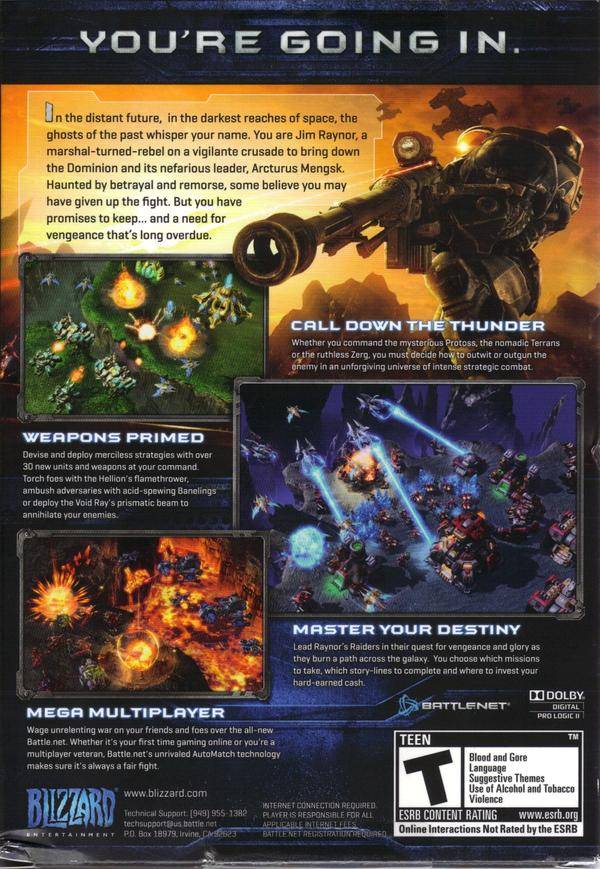 YOU'RE GOING IN.
In the distant future, in the darkest reaches of space, the
ghosts of the past whisper your name. You are Jim Raynor, a
marshal-turned-rebel on a vigilante crusade to bring down
the Dominion and its nefarious leader, Arcturus Mengsk.
Haunted by betrayal and remorse, some believe you may
have given up the fight. But you have
promises to keep... and a need for
vengeance that's long overdue.
CALL DOWN THE THUNDER
Whether you command the mysterious Protoss, the nomadic Terrans
or the ruthless Zerg, you must decide how to outwit or outgun the
enemy in an unforgiving universe of intense strategic combat.
WEAPONS PRIMED
Devise and deploy merciless strategies with over
30 new units and weapons at your command.
Torch foes with the Hellion's flamethrower,
ambush adversaries with acid-spewing Banelings
or deploy the Void Ray's prismatic beam to
annihilate your enemies.
MASTER YOUR DESTINY
Lead Raynor's Raiders in their quest for vengeance and glory as
they burn a path across the galaxy. You choose which missions
to take, which story-lines to complete and where to invest your
hard-earned cash.
MEGA MULTIPLAYER
Wage unrelenting war on your friends and foes over the all-new
Battle.net. Whether it's your first time gaming online or you're a
multiplayer veteran, Battle.net's unrivaled AutoMatch technology
makes sure it's always a fair fight.
BATTLE.NET®
DOLBY®
DIGITAL
PRO LOGIC II
TEEN
TM
T
Blood and Gore
Language
Suggestive Themes
Use of Alcohol and Tobacco
Violence
ESRB CONTENT RATING www.esrb.org
Online Interactions Not Rated by the ESRB
BLIZZARD
ENTERTAINMENT
www.blizzard.com
Technical Support: (949) 955-1382
techsupport@us.battle.net
P.O. Box 18979, Irvine, CA 92623
INTERNET CONNECTION REQUIRED.
PLAYER IS RESPONSIBLE FOR ALL
APPLICABLE INTERNET FEES.
BATTLE.NET REGISTRATION REQUIRED.